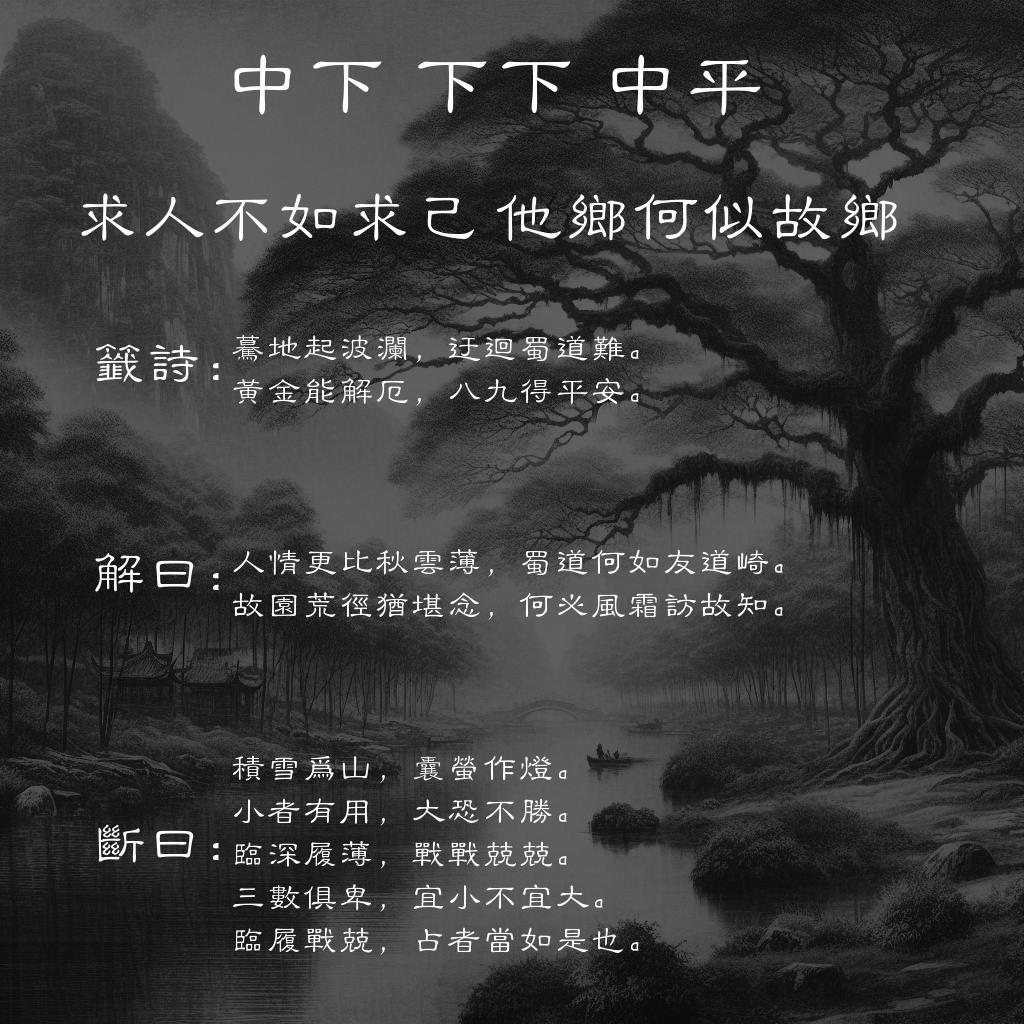 中下 下下 中平
求人不如求己 他鄉何似故鄉
籤詩：
驀地起波瀾，迂迴蜀道難。
黃金能解厄，八九得平安。
解曰：
人情更比秋雲薄，蜀道何如友道崎。
故園荒徑猶堪念，何必風霜訪故知。
斷曰：
積雪爲山，囊螢作燈。
小者有用，大恐不勝。
臨深履薄，戰戰兢兢。
三數俱卑，宜小不宜大。
臨履戰兢，占者當如是也。